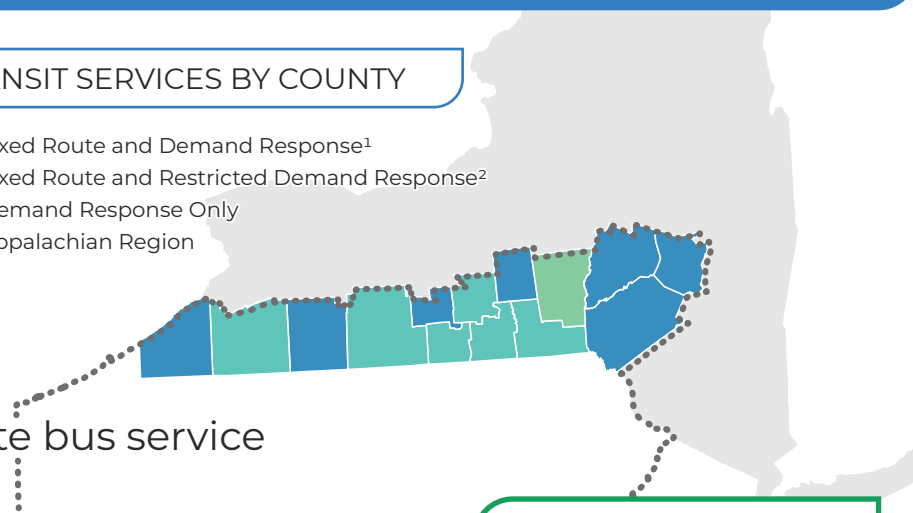 NSIT SERVICES BY COUNTY
xed Route and Demand Response¹
xed Route and Restricted Demand Response²
emand Response Only
ppalachian Region
te bus service